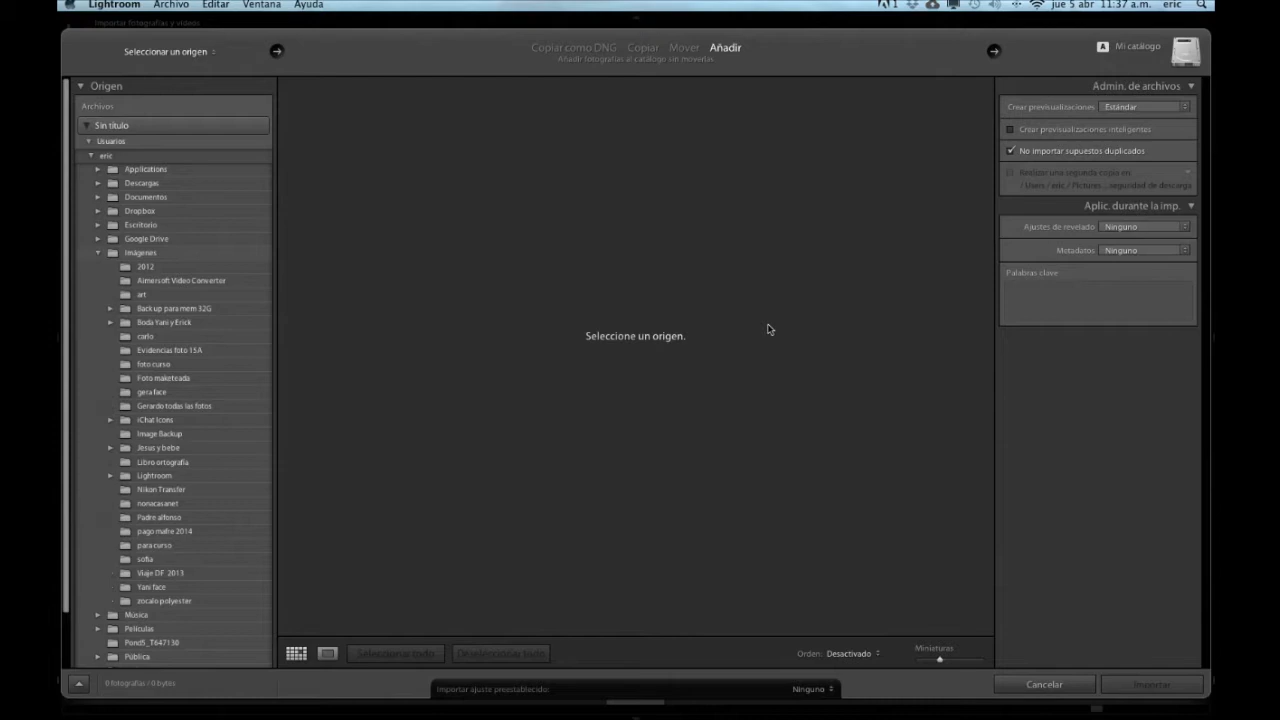 Lightroom Archivo Editar Ventana Ayuda 1 mar 5 abr 11:37 a.m. eric
Importar fotografías y vídeos
Seleccionar un origen
Copiar como DNG Copiar Mover Añadir
Añadir fotografías al catálogo sin moverlas
A Mi catálogo
Origen
Archivos
Sin título
Usuarios
eric
Applications
Descargas
Documentos
Dropbox
Escritorio
Google Drive
Imágenes
2012
Aimersoft Video Converter
art
Back up para mem 32G
Boda Yani y Erick
carlo
Evidencias foto 15A
foto curso
Foto maketeada
gera face
Gerardo todas las fotos
iChat Icons
Image Backup
Jesus y bebe
Libro ortografia
Lightroom
Nikon Transfer
nonacasanet
Padre alfonso
pago mafre 2014
para curso
sofia
Viaje DF 2013
Yani face
zocalo polyester
Música
Películas
Pond5_T647130
Pública
Seleccione un origen.
Admin. de archivos
Crear previsualizaciones Estándar
Crear previsualizaciones inteligentes
No importar supuestos duplicados
Realizar una segunda copia en:
/ Users / eric / Pictures ... seguridad de descarga
Aplic. durante la imp.
Ajustes de revelado Ninguno
Metadatos Ninguno
Palabras clave
Seleccionar todo Deseleccionar todo
Orden: Desactivado
Miniaturas
0 fotografías / 0 bytes
Importar ajuste preestablecido: Ninguno
Cancelar Importar